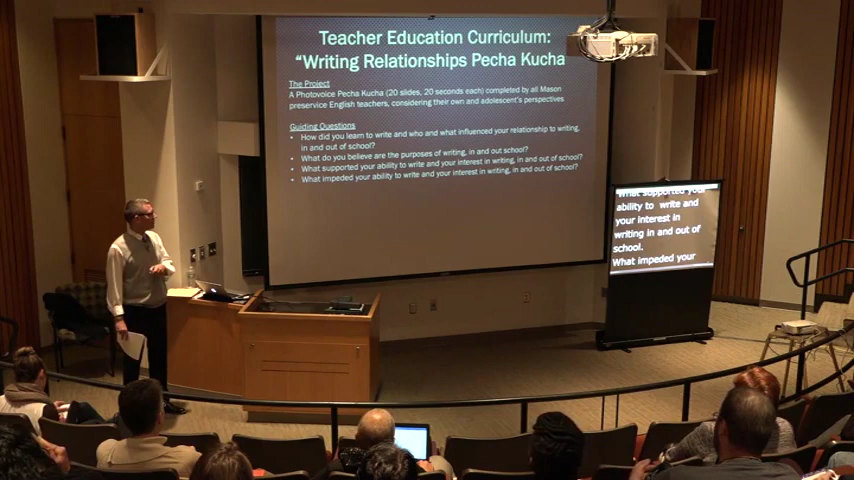 Teacher Education Curriculum:
“Writing Relationships Pecha Kucha
The Project
A Photovoice Pecha Kucha (20 slides, 20 seconds each) completed by all Mason
preservice English teachers, considering their own and adolescent's perspectives
Guiding Questions
• How did you learn to write and who and what influenced your relationship to writing,
in and out of school?
• What do you believe are the purposes of writing, in and out school?
• What supported your ability to write and your interest in writing, in and out of school?
• What impeded your ability to write and your interest in writing, in and out of school?
What supported your
ability to write and
your interest in
writing in and out of
school.
What impeded your